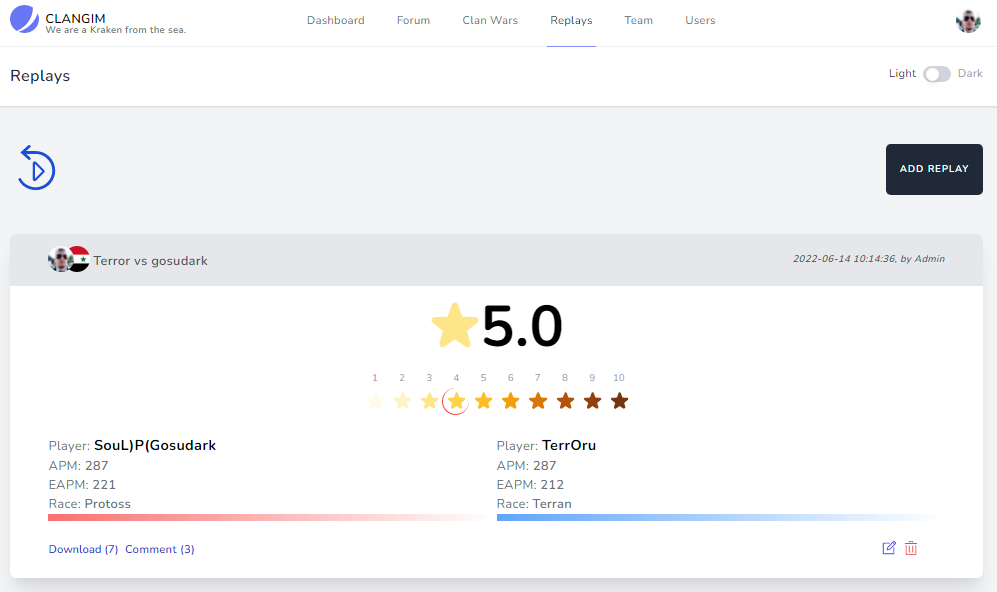 CLANGIM
We are a Kraken from the sea.
Dashboard Forum Clan Wars Replays Team Users
Replays
Light Dark
ADD REPLAY
Terror vs gosudark
2022-06-14 10:14:36, by Admin
5.0
1 2 3 4 5 6 7 8 9 10
Player: SouL)P(Gosudark
APM: 287
EAPM: 221
Race: Protoss
Player: TerrOru
APM: 287
EAPM: 212
Race: Terran
Download (7) Comment (3)